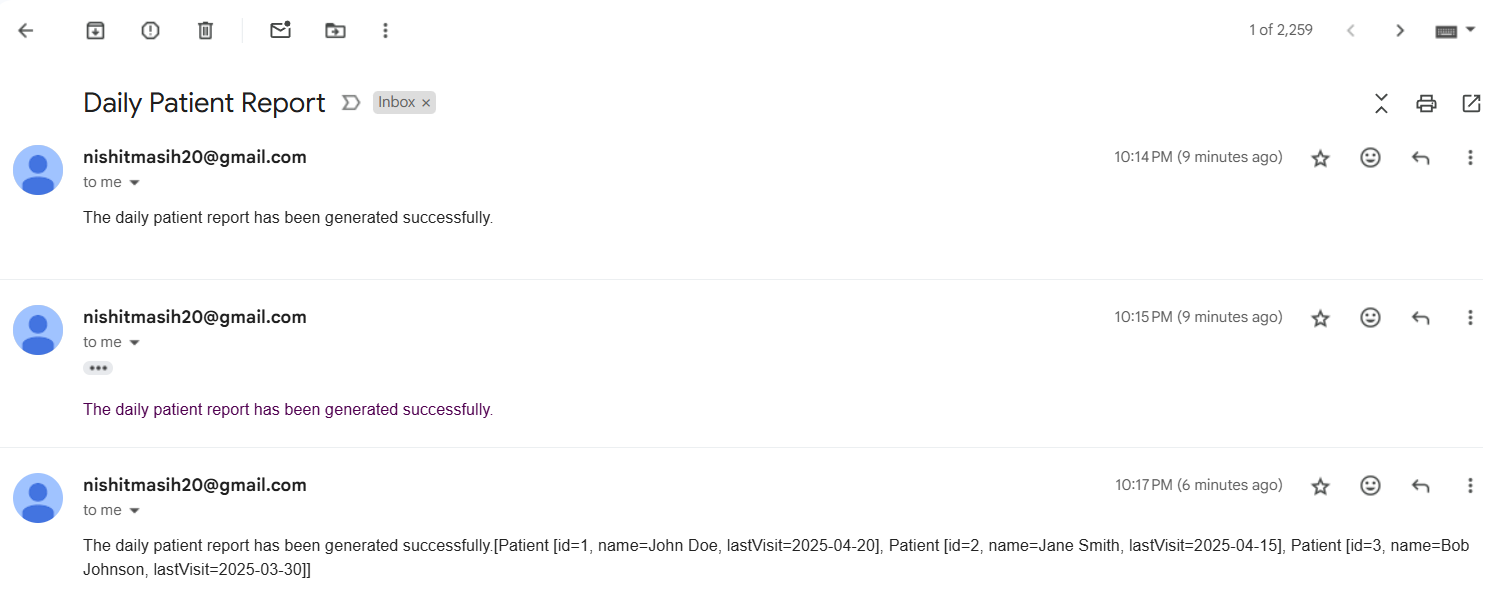 1 of 2,259
Daily Patient Report Inbox ×
nishitmasih20@gmail.com 10:14 PM (9 minutes ago)
to me
The daily patient report has been generated successfully.
nishitmasih20@gmail.com 10:15 PM (9 minutes ago)
to me
The daily patient report has been generated successfully.
nishitmasih20@gmail.com 10:17 PM (6 minutes ago)
to me
The daily patient report has been generated successfully.[Patient [id=1, name=John Doe, lastVisit=2025-04-20], Patient [id=2, name=Jane Smith, lastVisit=2025-04-15], Patient [id=3, name=Bob
Johnson, lastVisit=2025-03-30]]